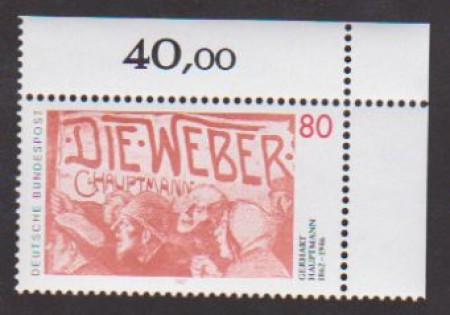 40,00
DEUTSCHE BUNDESPOST
·DIE·WEBER·
G·HAUPTMANN
80
GERHART
HAUPTMANN
1862–1946